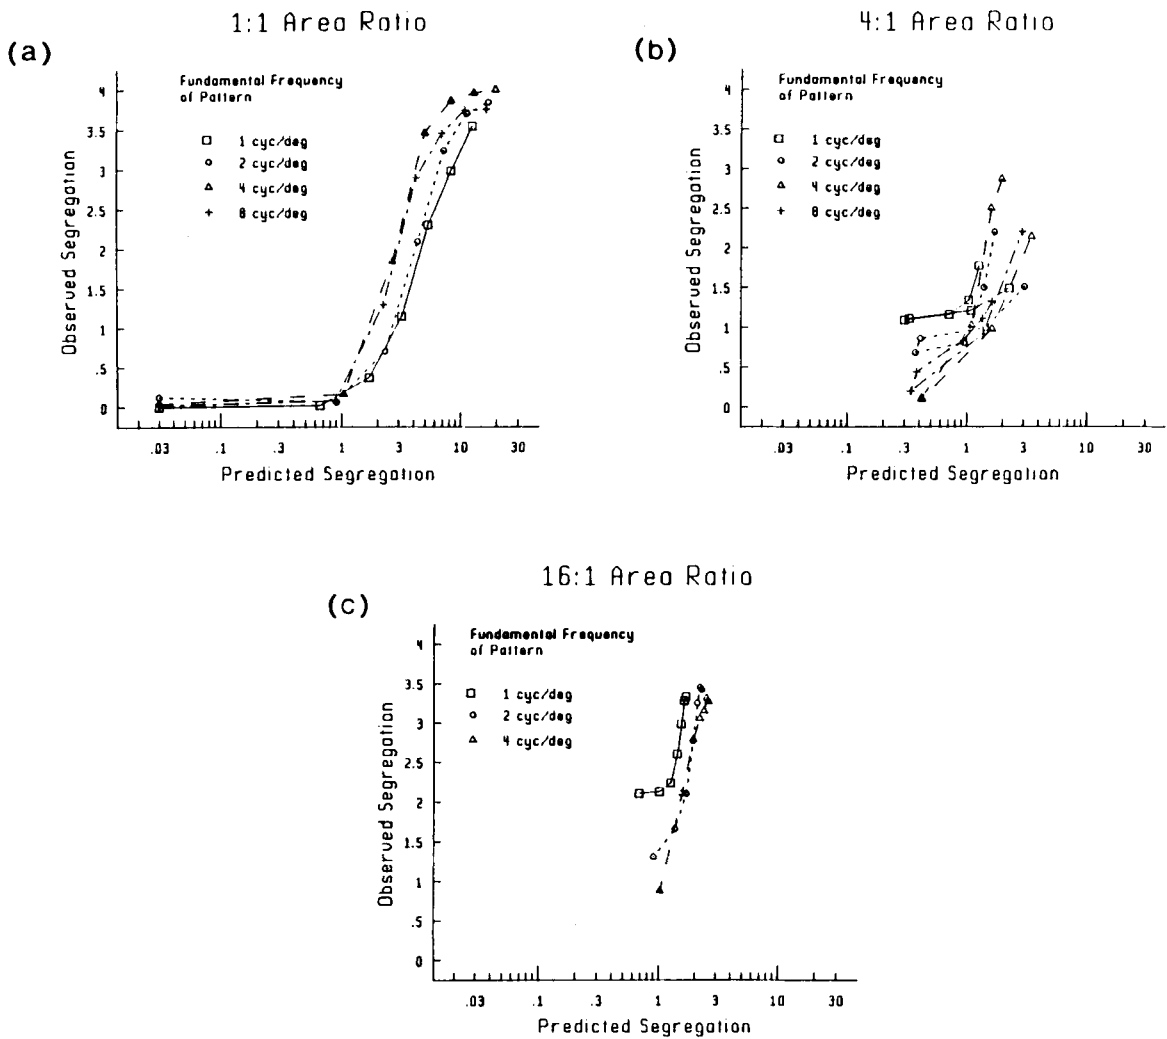 1:1 Area Ratio
(a)
Fundamental Frequency
of Pattern
1 cyc/deg
2 cyc/deg
4 cyc/deg
8 cyc/deg
Observed Segregation
4
3.5
3
2.5
2
1.5
1
.5
0
.03 .1 .3 1 3 10 30
Predicted Segregation
4:1 Area Ratio
(b)
Fundamental Frequency
of Pattern
1 cyc/deg
2 cyc/deg
4 cyc/deg
8 cyc/deg
Observed Segregation
4
3.5
3
2.5
2
1.5
1
.5
0
.03 .1 .3 1 3 10 30
Predicted Segregation
16:1 Area Ratio
(c)
Fundamental Frequency
of Pattern
1 cyc/deg
2 cyc/deg
4 cyc/deg
Observed Segregation
4
3.5
3
2.5
2
1.5
1
.5
0
.03 .1 .3 1 3 10 30
Predicted Segregation